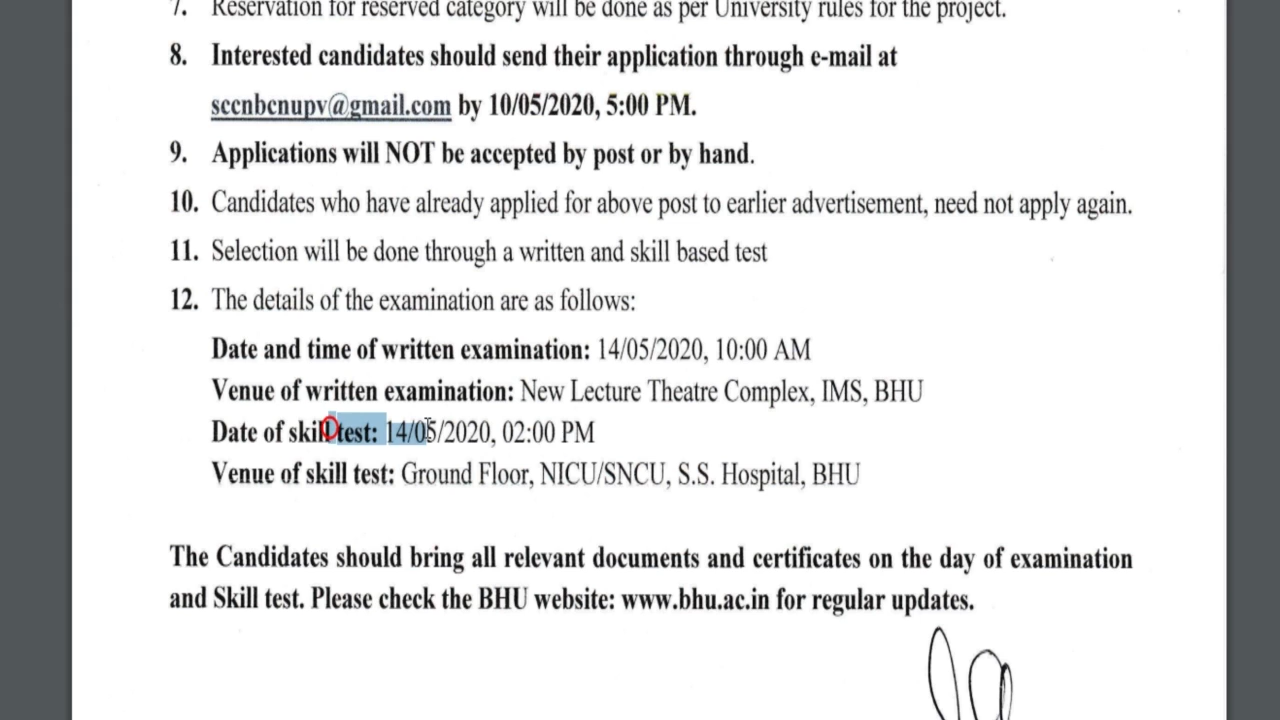 7. Reservation for reserved category will be done as per University rules for the project.
8. Interested candidates should send their application through e-mail at
sccnbcnupv@gmail.com by 10/05/2020, 5:00 PM.
9. Applications will NOT be accepted by post or by hand.
10. Candidates who have already applied for above post to earlier advertisement, need not apply again.
11. Selection will be done through a written and skill based test
12. The details of the examination are as follows:
Date and time of written examination: 14/05/2020, 10:00 AM
Venue of written examination: New Lecture Theatre Complex, IMS, BHU
Date of skill test: 14/05/2020, 02:00 PM
Venue of skill test: Ground Floor, NICU/SNCU, S.S. Hospital, BHU
The Candidates should bring all relevant documents and certificates on the day of examination
and Skill test. Please check the BHU website: www.bhu.ac.in for regular updates.